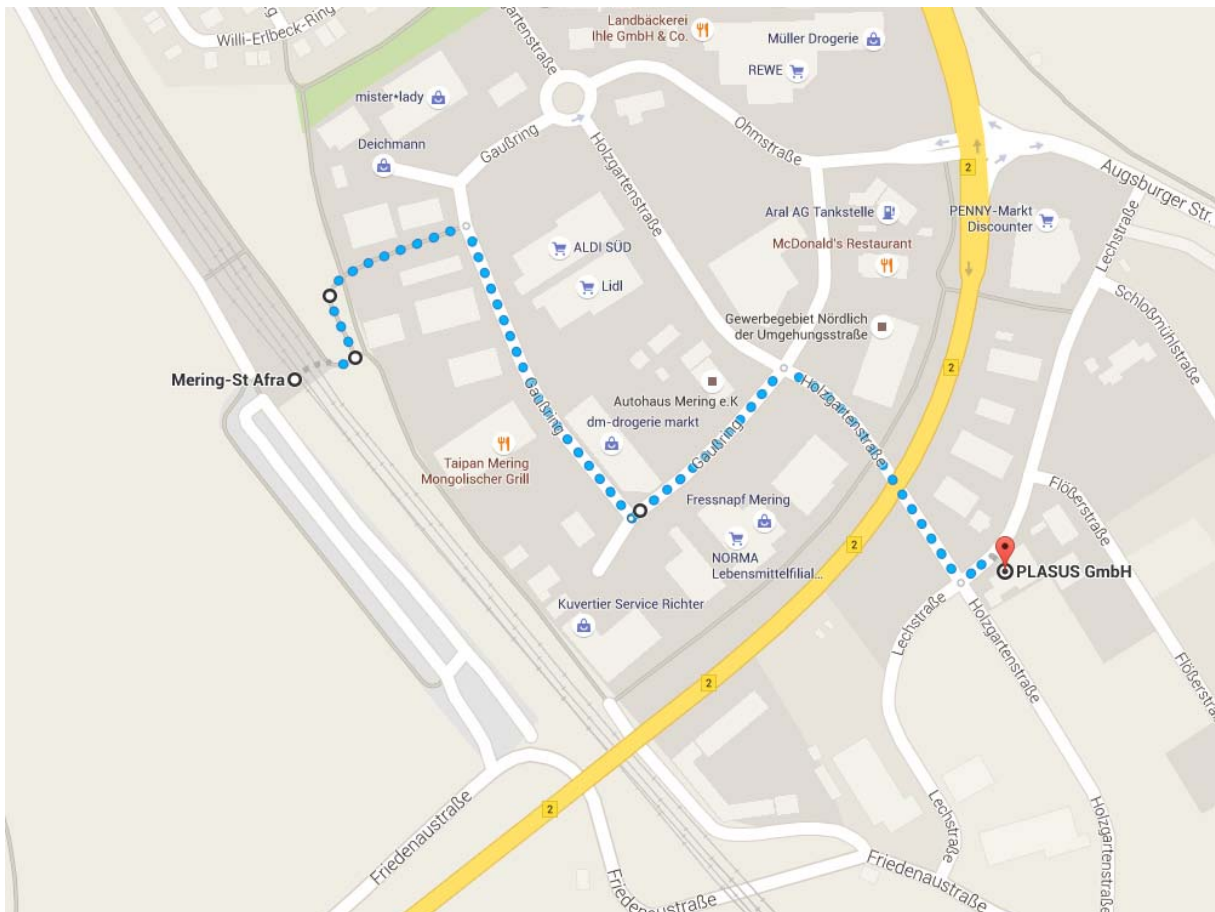 Willi-Erlbeck-Ring
Landbäckerei
Ihle GmbH & Co.
Müller Drogerie
REWE
Holzgartenstraße
mister*lady
Deichmann
Gaußring
Holzgartenstraße
Ohmstraße
2
Augsburger Str.
Aral AG Tankstelle
PENNY-Markt
Discounter
McDonald's Restaurant
Lechstraße
ALDI SÜD
Lidl
Schloßmühlstraße
Gewerbegebiet Nördlich
der Umgehungsstraße
2
Mering-St Afra
Autohaus Mering e.K
Holzgartenstraße
Gaußring
dm-drogerie markt
Gaußring
Taipan Mering
Mongolischer Grill
Fressnapf Mering
Flößerstraße
2
NORMA
Lebensmittelfilial...
PLASUS GmbH
Kuvertier Service Richter
Lechstraße
Holzgartenstraße
Flößerstra
2
2
Lechstraße
Holzgartenstraße
Friedenaustraße
Friedenaustraße
Friedenaustraße